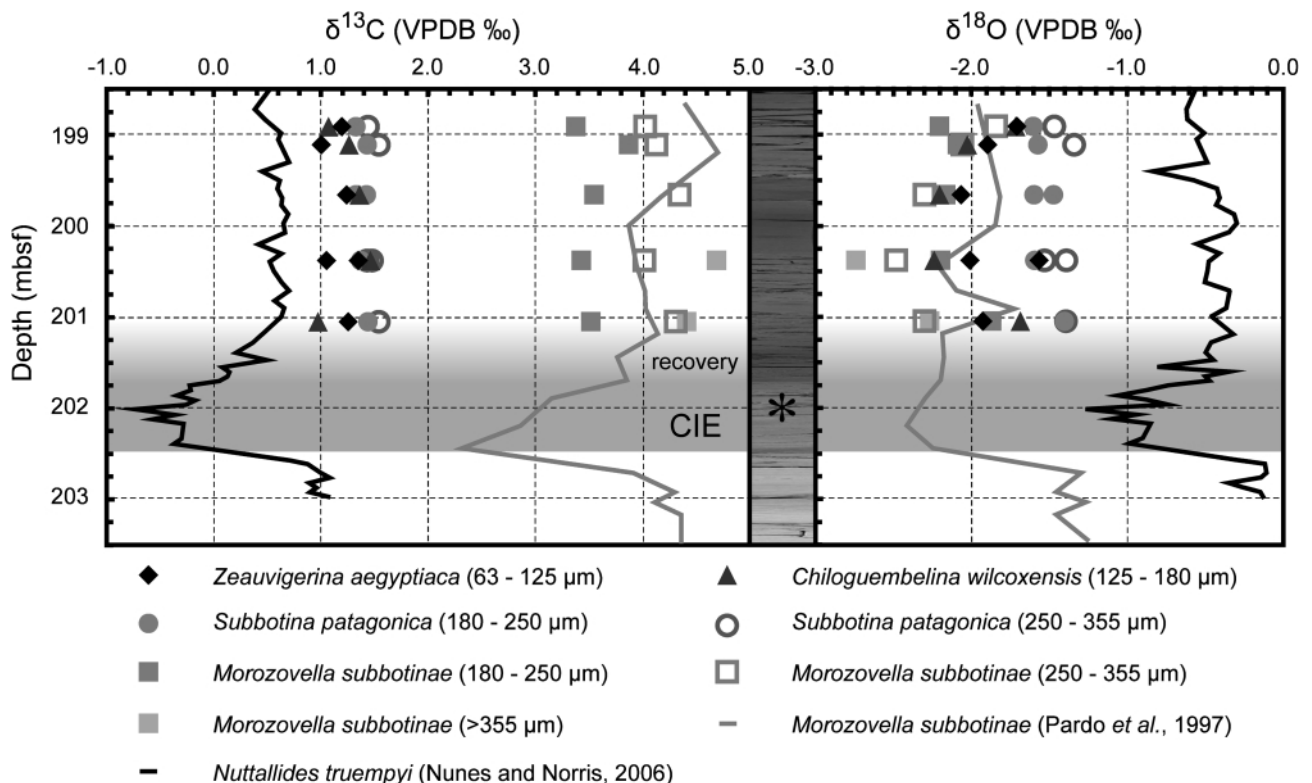 δ13C (VPDB ‰) δ18O (VPDB ‰)
-1.0 0.0 1.0 2.0 3.0 4.0 5.0 -3.0 -2.0 -1.0 0.0
Depth (mbsf)
199
200
201
recovery
202
CIE
*
203
Zeauvigerina aegyptiaca (63 - 125 µm) Chiloguembelina wilcoxensis (125 - 180 µm)
Subbotina patagonica (180 - 250 µm) Subbotina patagonica (250 - 355 µm)
Morozovella subbotinae (180 - 250 µm) Morozovella subbotinae (250 - 355 µm)
Morozovella subbotinae (>355 µm) Morozovella subbotinae (Pardo et al., 1997)
Nuttallides truempyi (Nunes and Norris, 2006)